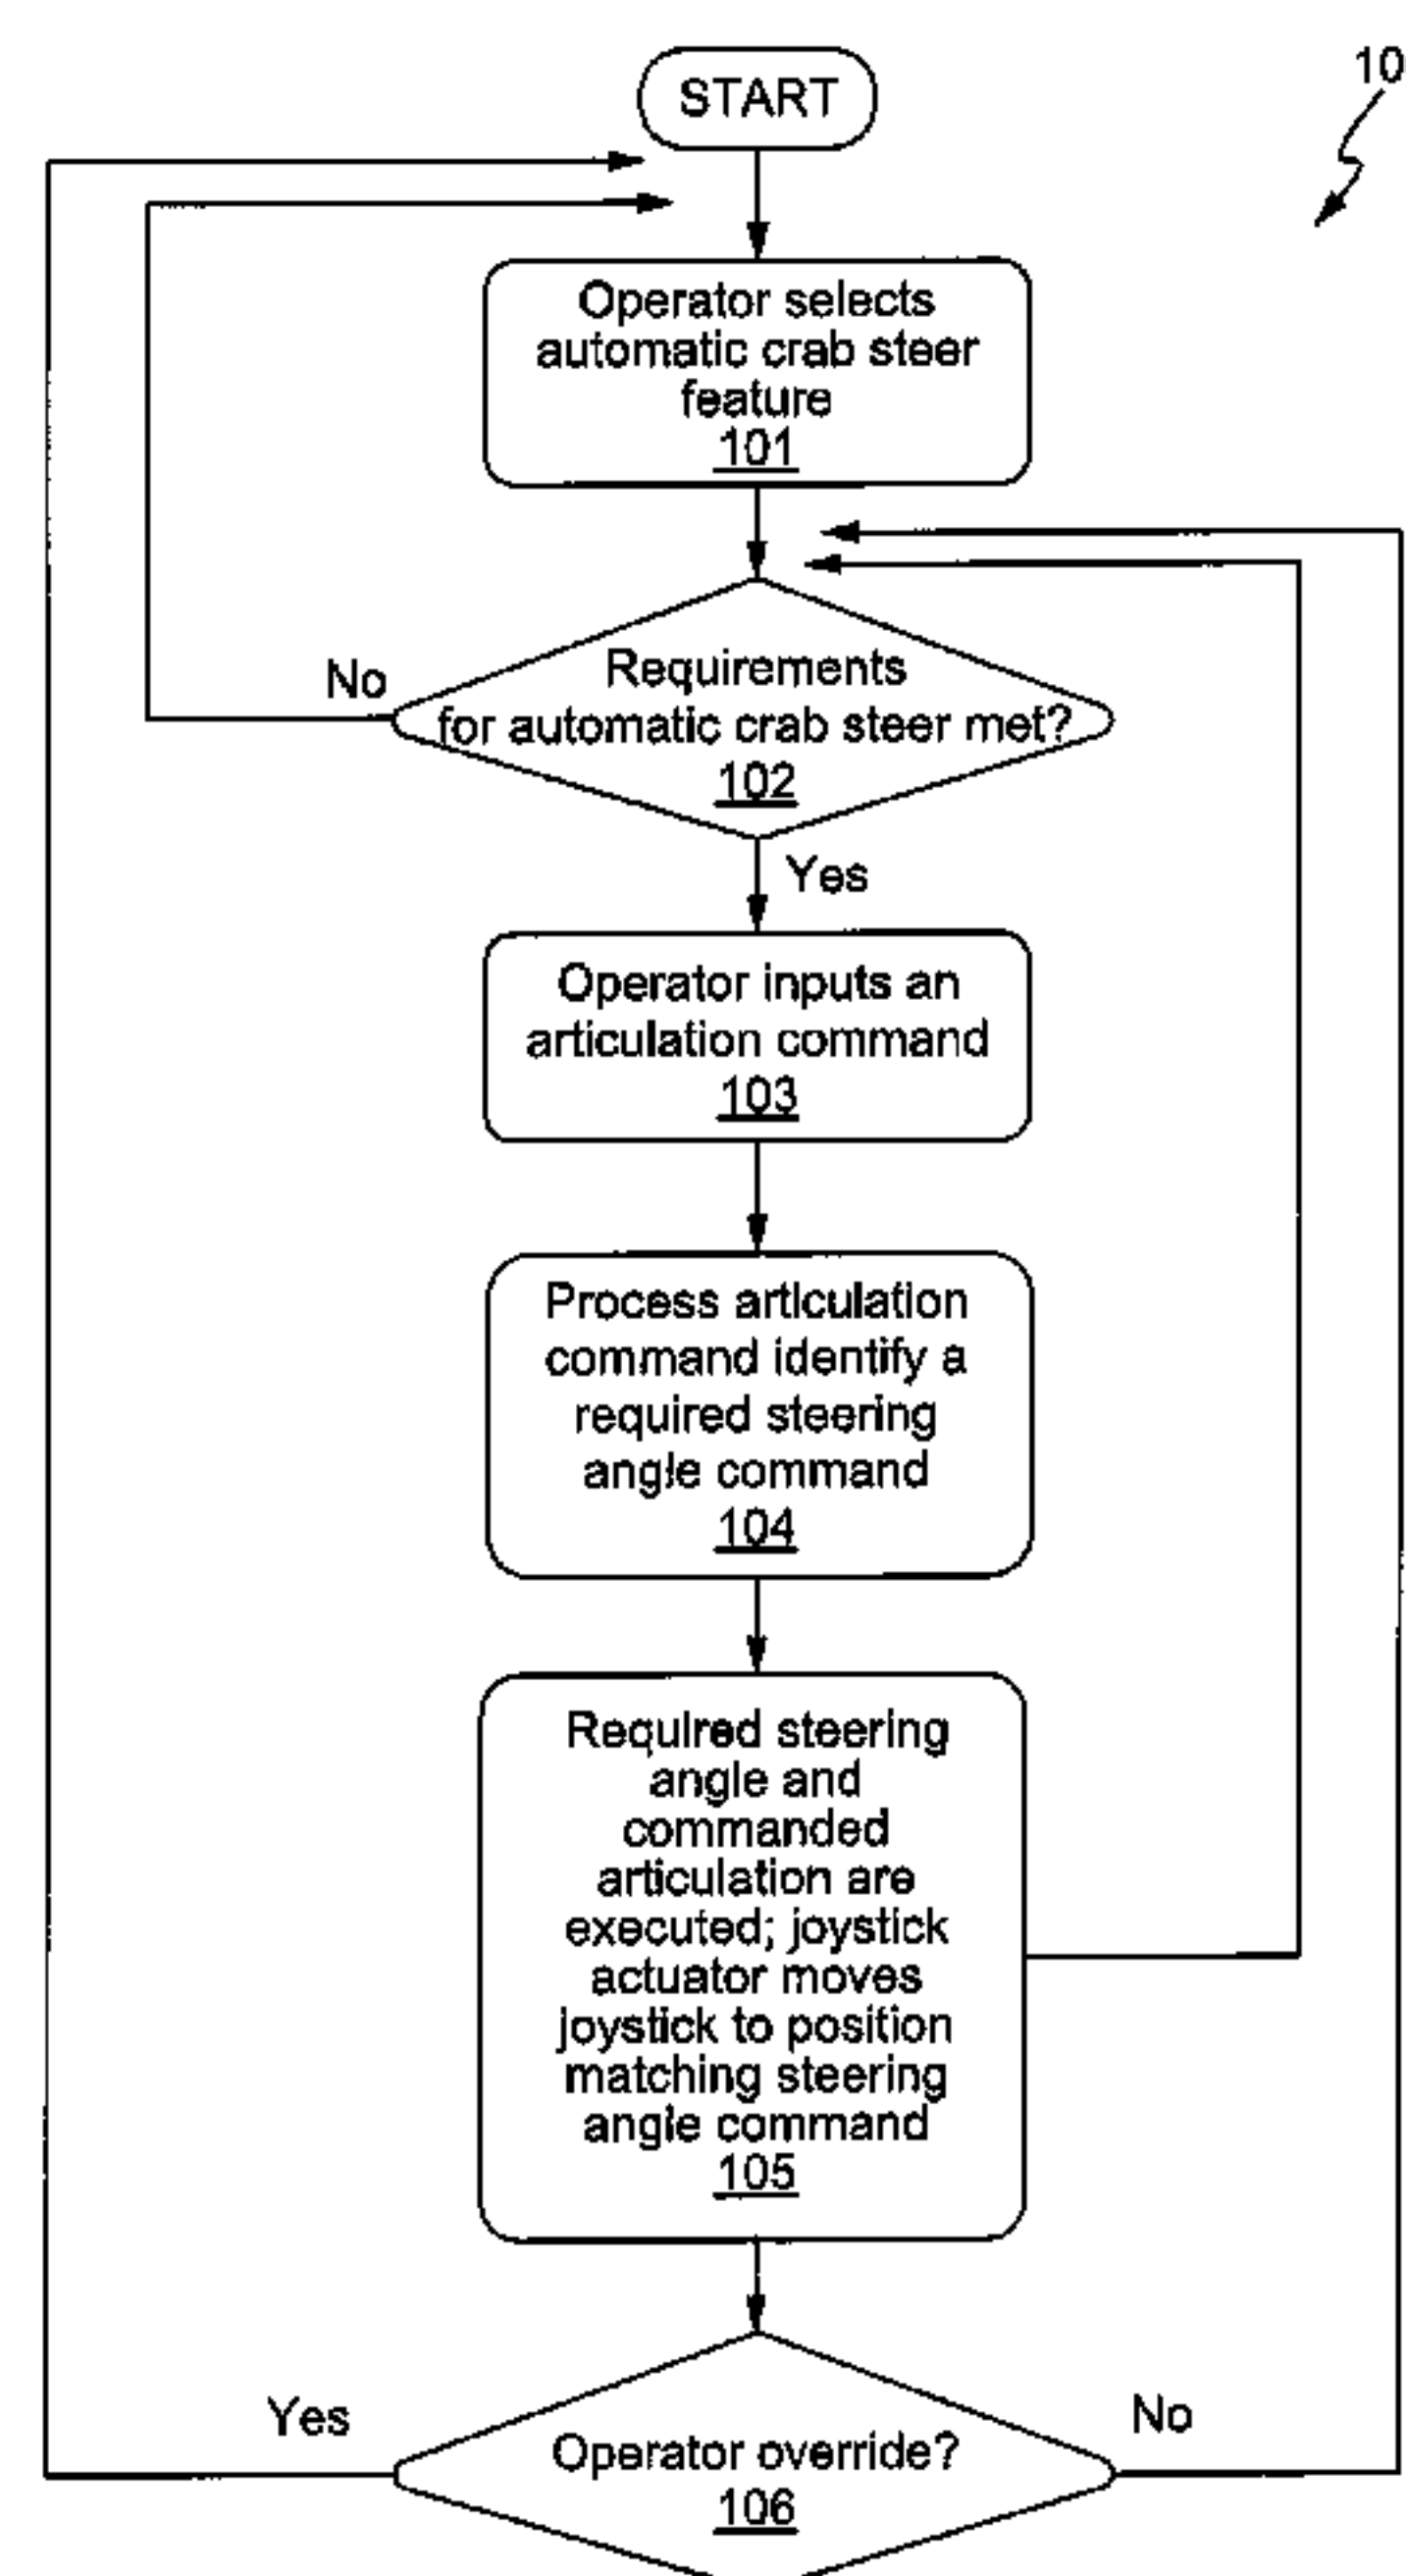 START
10
Operator selects
automatic crab steer
feature
101
Requirements
for automatic crab steer met?
102
No
Yes
Operator inputs an
articulation command
103
Process articulation
command identify a
required steering
angle command
104
Required steering
angle and
commanded
articulation are
executed; joystick
actuator moves
joystick to position
matching steering
angle command
105
Yes
No
Operator override?
106